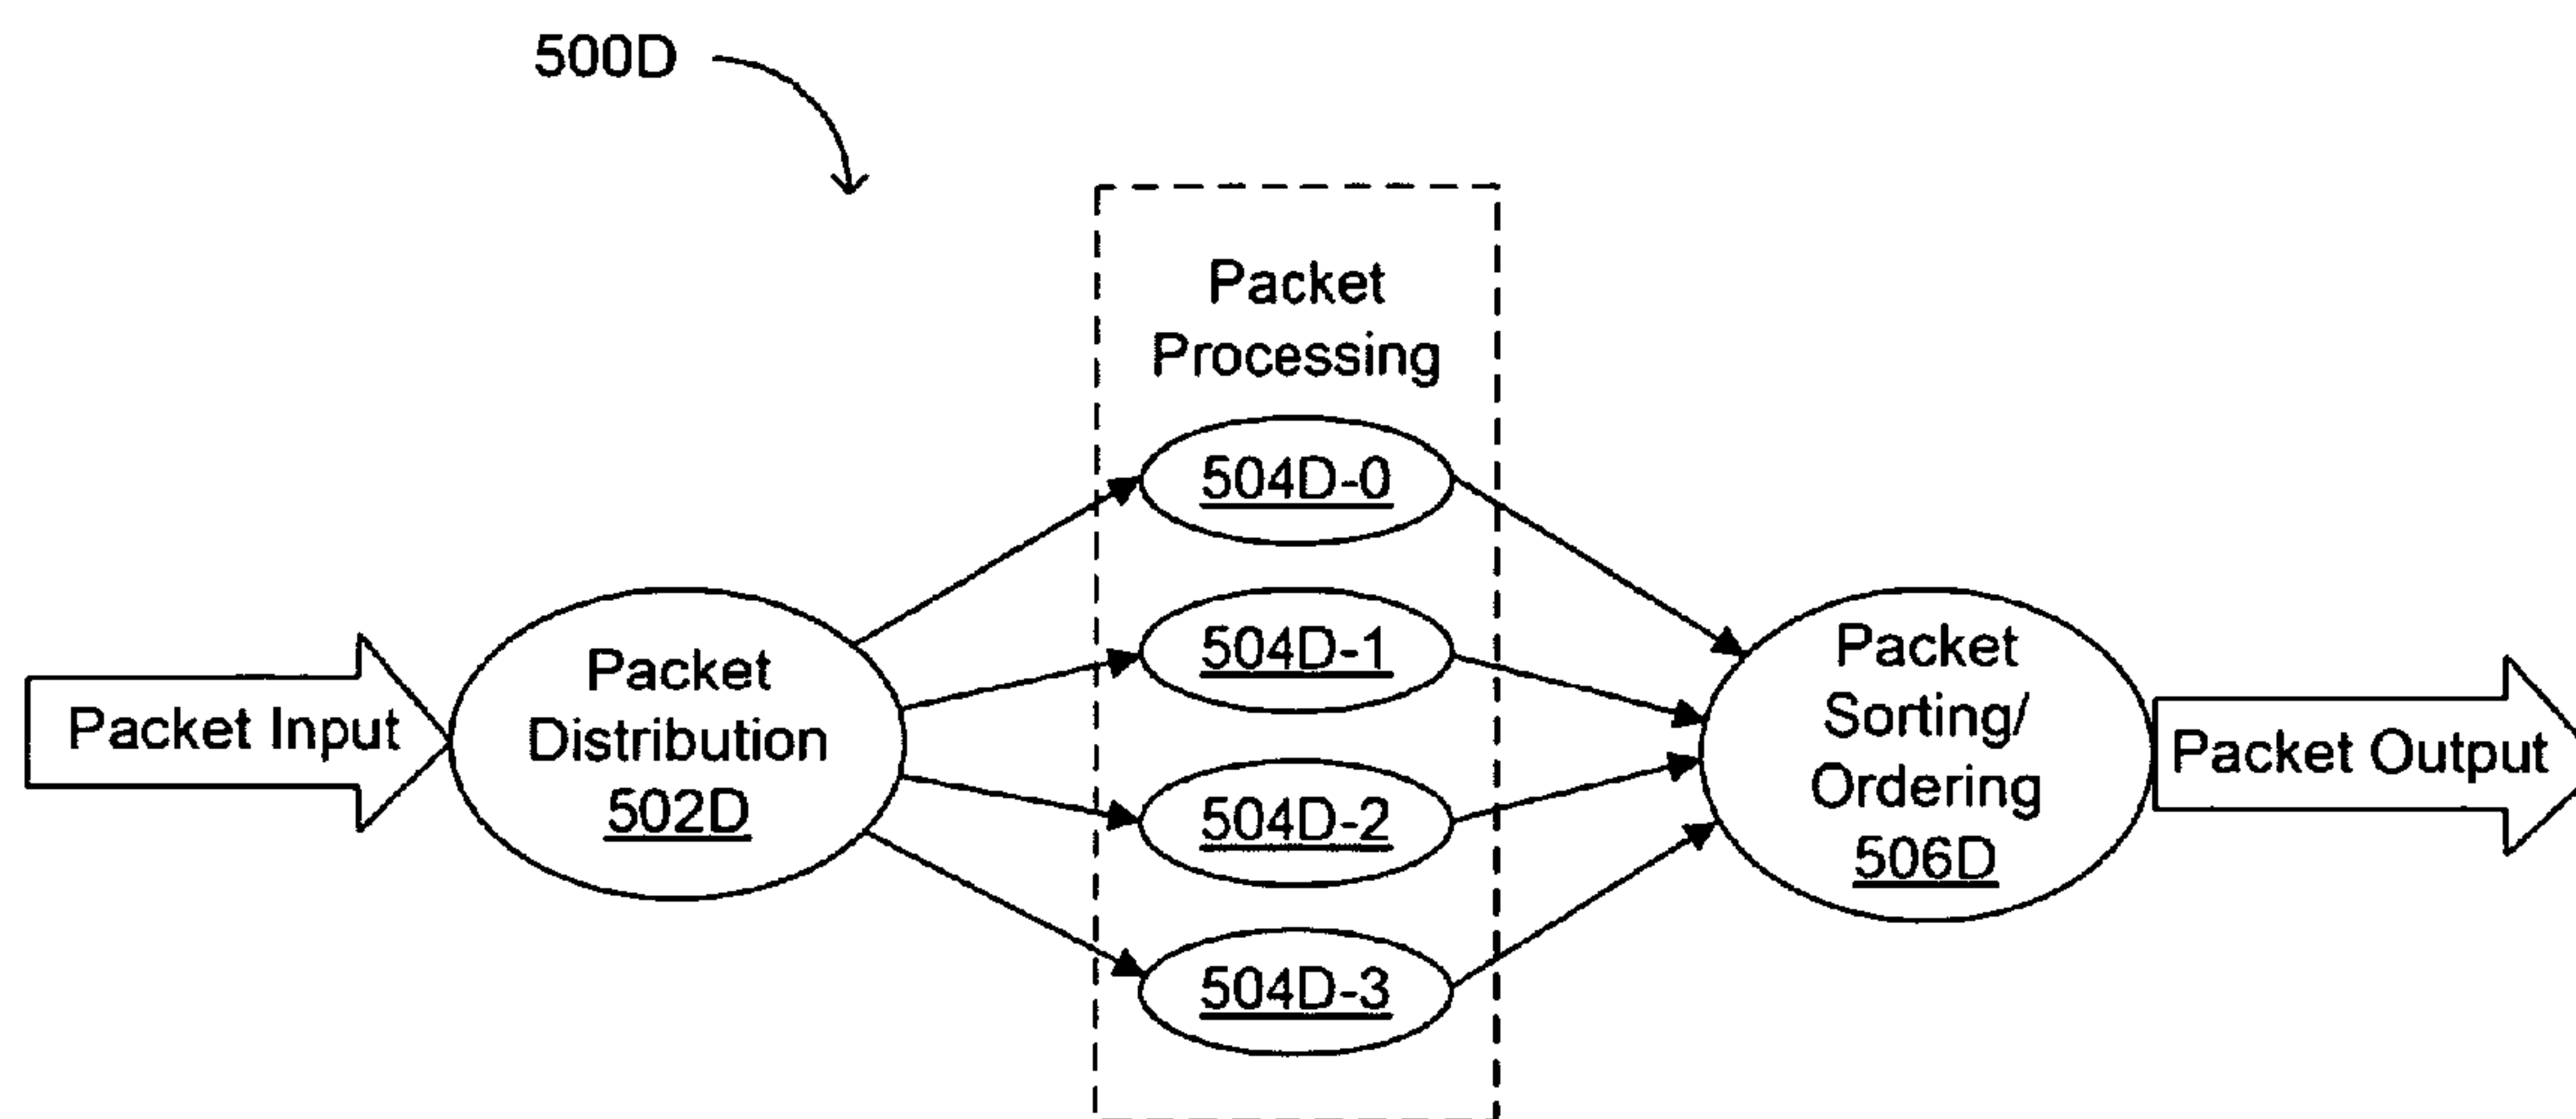 500D
Packet
Processing
504D-0
504D-1
504D-2
504D-3
Packet Input
Packet
Distribution
502D
Packet
Sorting/
Ordering
506D
Packet Output